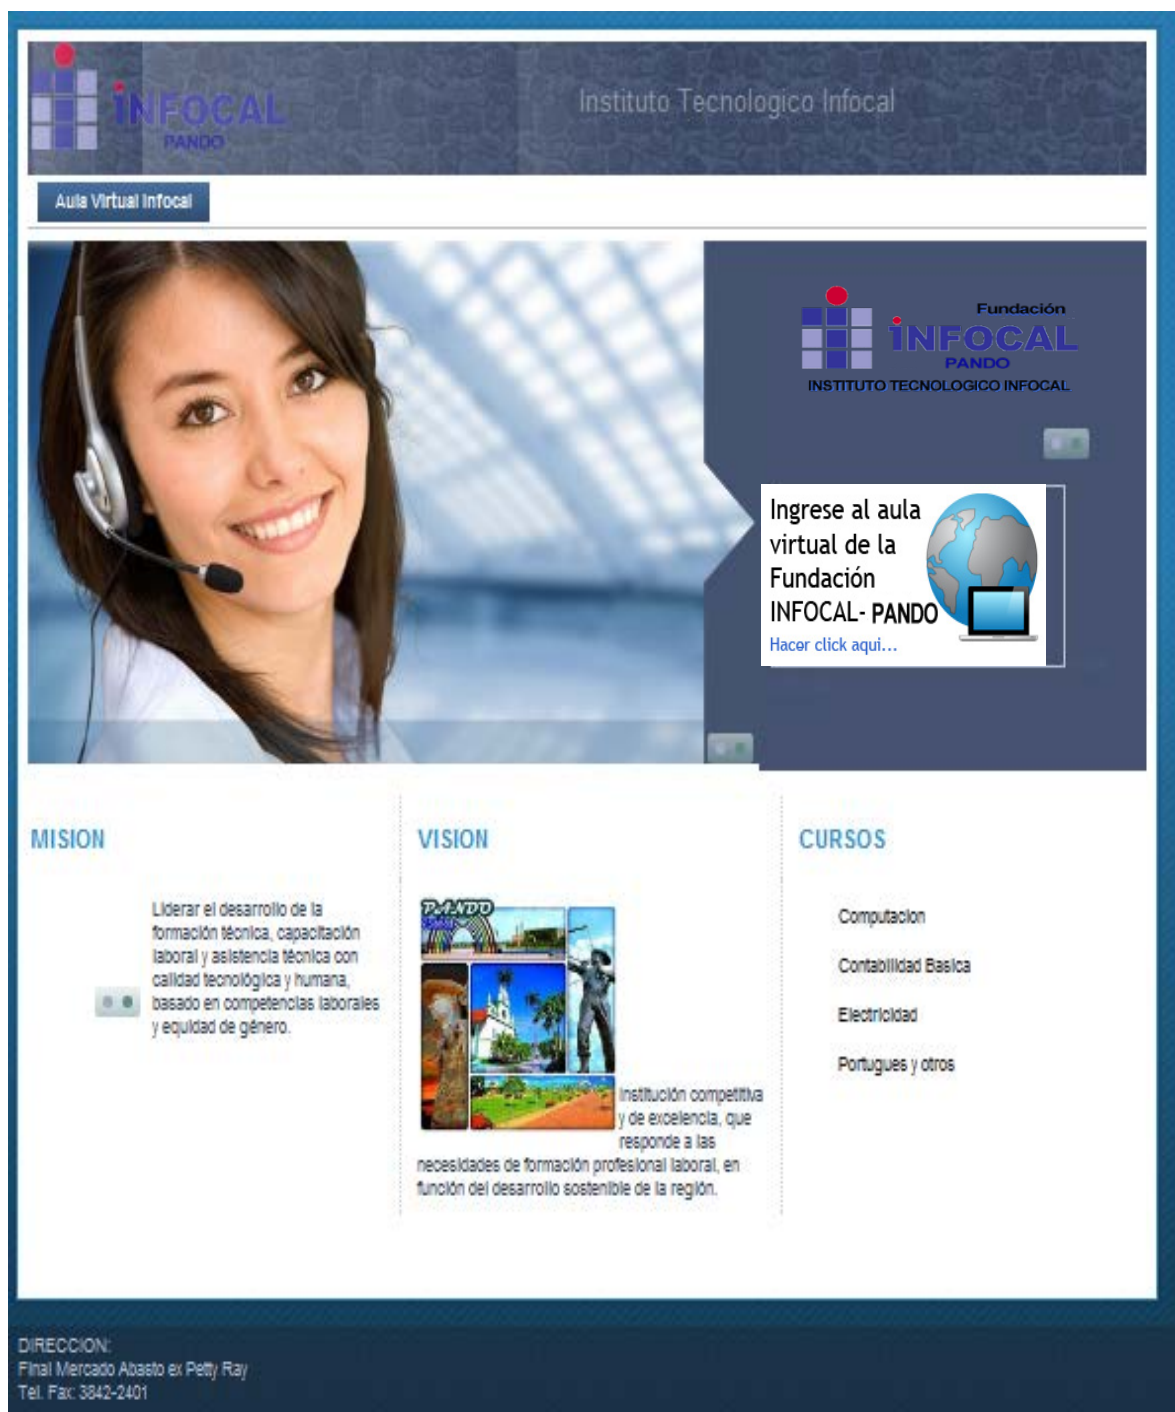 INFOCAL
PANDO
Instituto Tecnologico Infocal
Aula Virtual Infocal
Fundación
INFOCAL
PANDO
INSTITUTO TECNOLOGICO INFOCAL
Ingrese al aula
virtual de la
Fundación
INFOCAL- PANDO
Hacer click aqui...
MISION
Liderar el desarrollo de la
formación técnica, capacitación
laboral y asistencia técnica con
calidad tecnológica y humana,
basado en competencias laborales
y equidad de género.
VISION
PANDO
Institución competitiva
y de excelencia, que
responde a las
necesidades de formación profesional laboral, en
función del desarrollo sostenible de la región.
CURSOS
Computacion
Contabilidad Basica
Electricidad
Portugues y otros
DIRECCION:
Final Mercado Abasto ex Petty Ray
Tel. Fax: 3842-2401